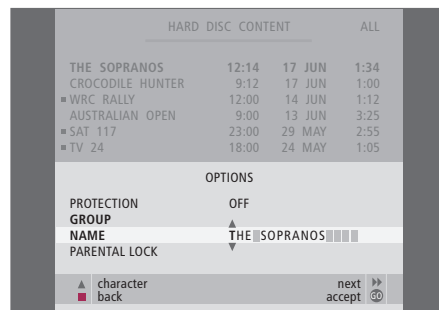 HARD DISC CONTENT ALL
THE SOPRANOS 12:14 17 JUN 1:34
CROCODILE HUNTER 9:12 17 JUN 1:00
WRC RALLY 12:00 14 JUN 1:12
AUSTRALIAN OPEN 9:00 13 JUN 3:25
SAT 117 23:00 29 MAY 2:55
TV 24 18:00 24 MAY 1:05
OPTIONS
PROTECTION OFF
GROUP
NAME THE SOPRANOS
PARENTAL LOCK
character next
back accept GO